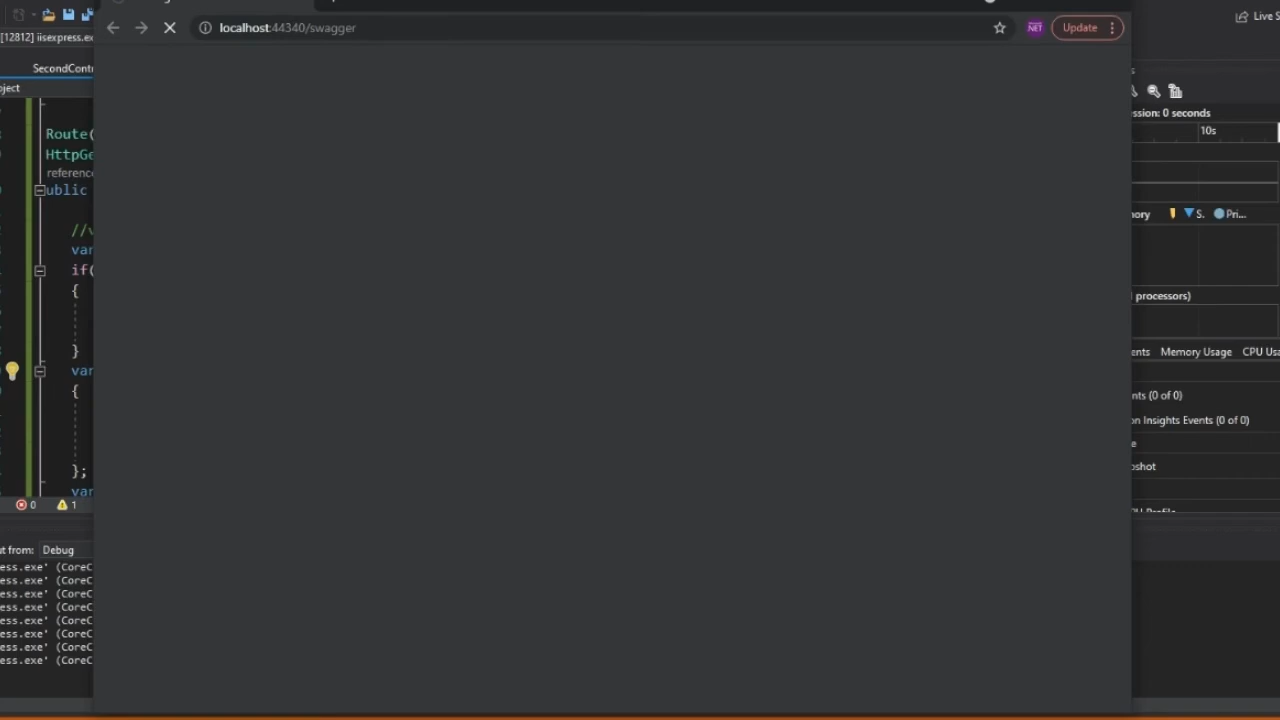 localhost:44340/swagger
NET
Update
Live S
[12812] iisexpress.ex
SecondContr
oject
Route(
HttpGe
reference
ublic
//v
var
if(
{
}
var
{
};
var
0
1
ut from: Debug
ess.exe' (CoreC
ess.exe' (CoreC
ess.exe' (CoreC
ess.exe' (CoreC
ess.exe' (CoreC
ess.exe' (CoreC
ess.exe' (CoreC
ess.exe' (CoreC
s
ssion: 0 seconds
10s
nory
S.
Pri...
l processors)
ents Memory Usage CPU Usa
nts (0 of 0)
on Insights Events (0 of 0)
e
pshot
CPU Profile